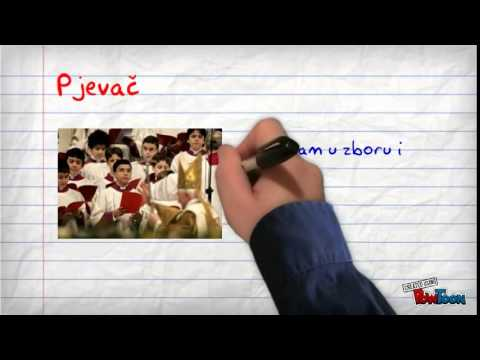 Pjevač
am u zboru i
CREATED USING
PowToon